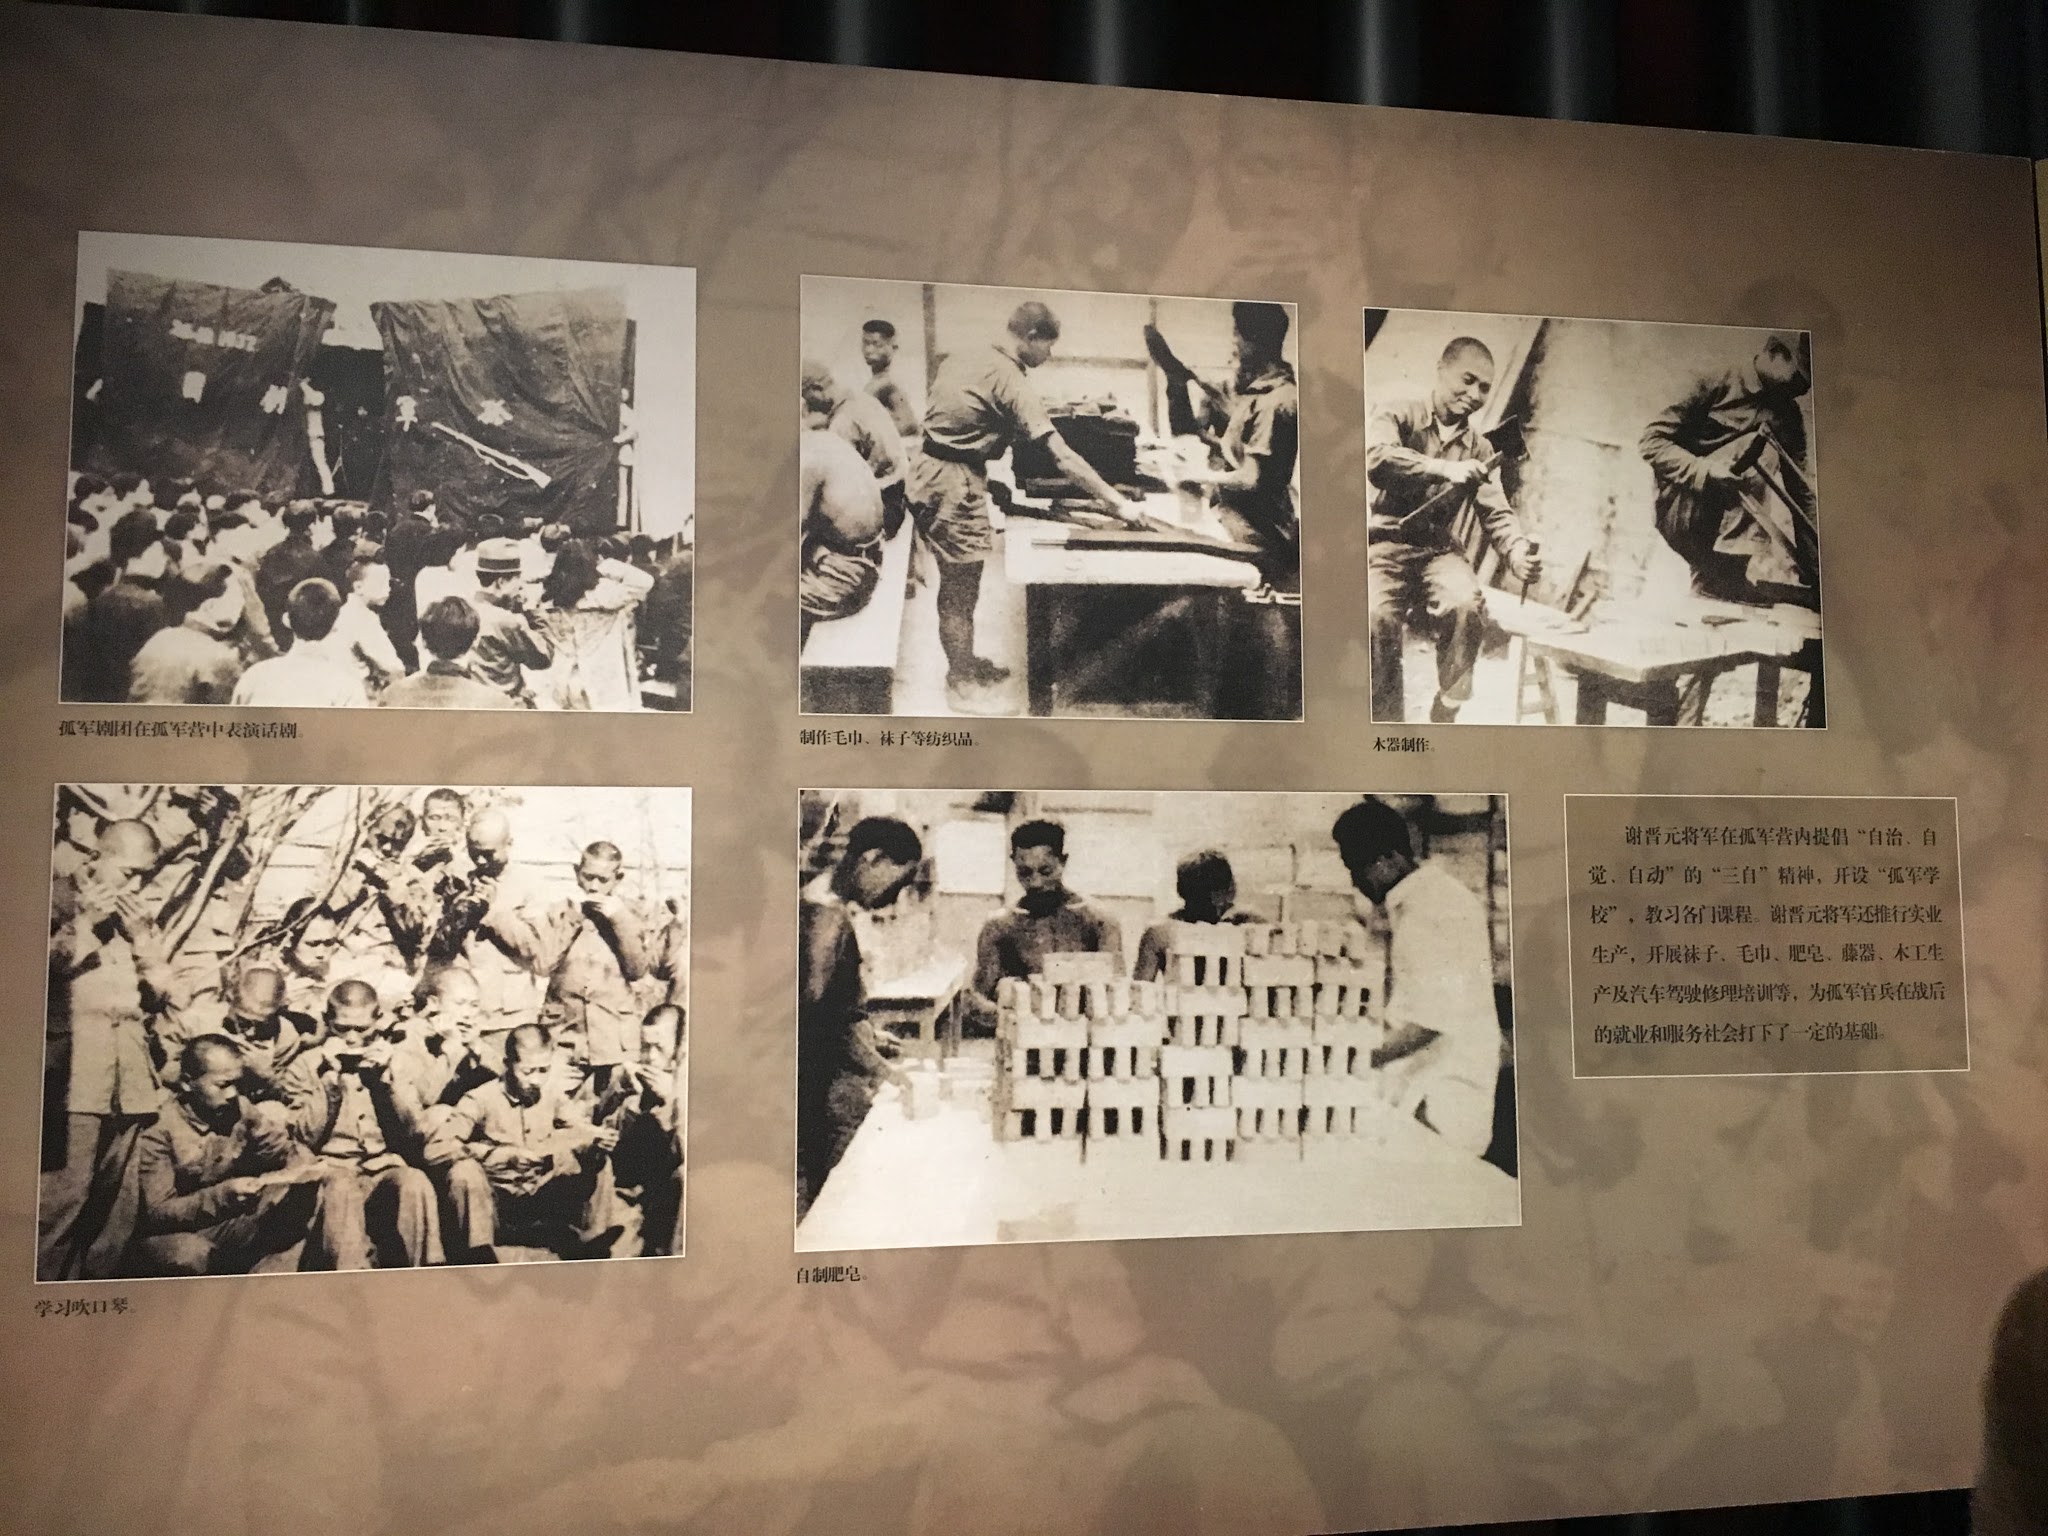 孤军剧团在孤军营中表演话剧。
制作毛巾、袜子等纺织品。
木器制作。
学习吹口琴。
自制肥皂。
谢晋元将军在孤军营内提倡“自治、自
觉、自动”的“三自”精神，开设“孤军学
校”，教习各门课程。谢晋元将军还推行实业
生产，开展袜子、毛巾、肥皂、藤器、木工生
产及汽车驾驶修理培训等，为孤军官兵在战后
的就业和服务社会打下了一定的基础。